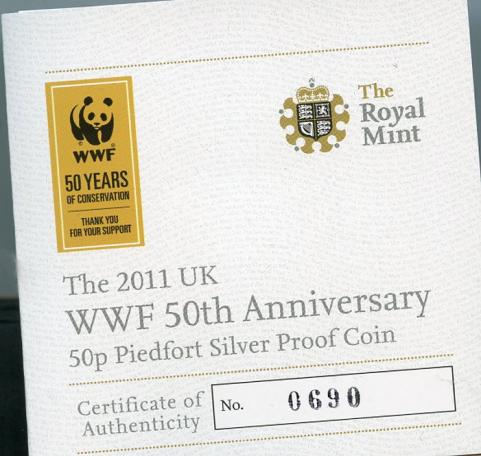 WWF
50 YEARS
OF CONSERVATION
THANK YOU
FOR YOUR SUPPORT
The
Royal
Mint
The 2011 UK
WWF 50th Anniversary
50p Piedfort Silver Proof Coin
Certificate of
Authenticity
No. 0690